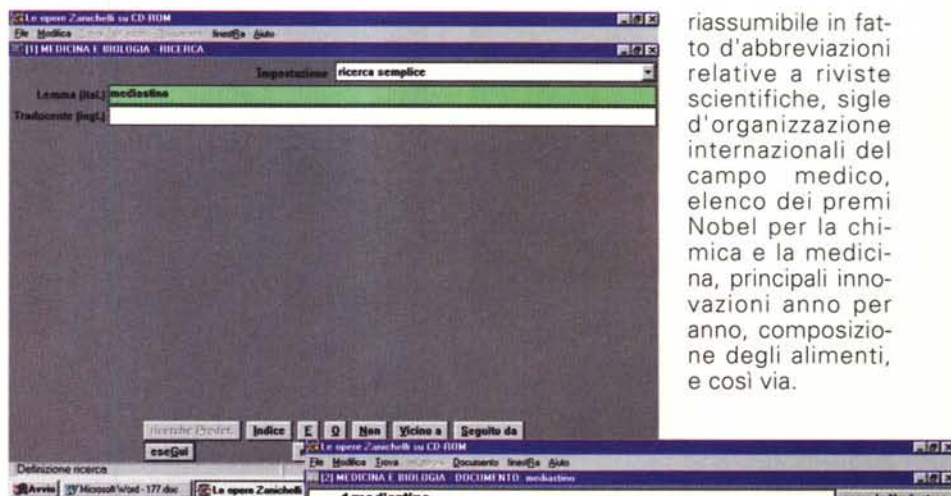 Le opere Zanichelli su CD-ROM
File Modifica Documento finestRa Aiuto
[1] MEDICINA E BIOLOGIA - RICERCA
Impostazione ricerca semplice
Lemma (ital.) mediastino
Traducente (ingl.)
ricerche Predef. Indice E O Non Vicino a Seguito da
eseGui
Definizione ricerca
Avvio Microsoft Word - 177.doc Le opere Zanichelli
Le opere Zanichelli su CD-ROM
File Modifica Trova Documento finestRa Aiuto
[2] MEDICINA E BIOLOGIA - DOCUMENTO: mediastino
riassumibile in fat-
to d'abbreviazioni
relative a riviste
scientifiche, sigle
d'organizzazione
internazionali del
campo medico,
elenco dei premi
Nobel per la chi-
mica e la medici-
na, principali inno-
vazioni anno per
anno, composizio-
ne degli alimenti,
e così via.